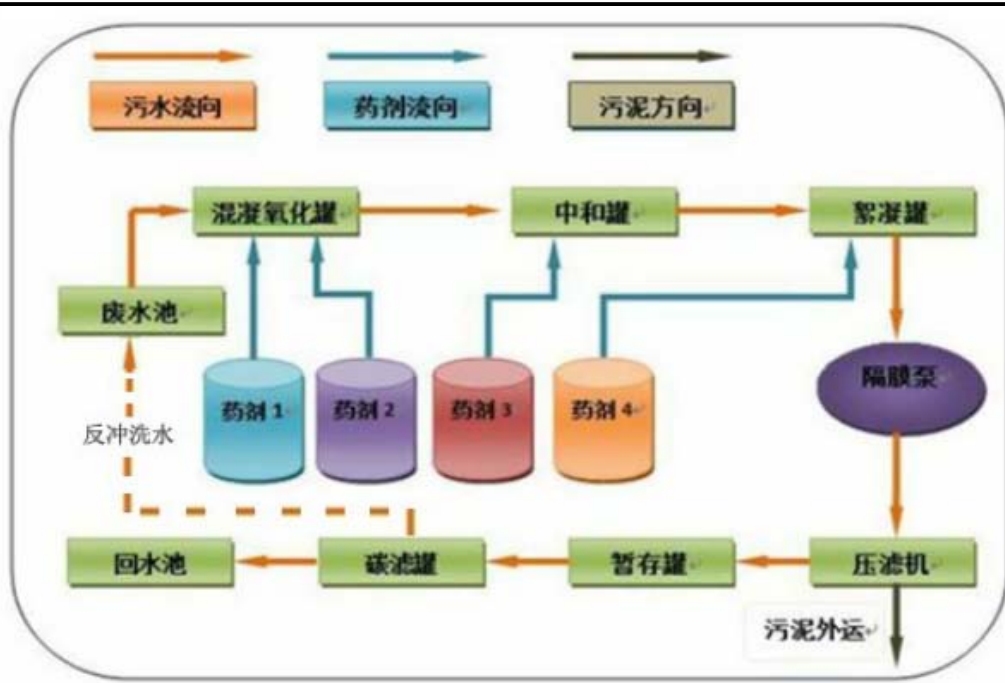 污水流向
药剂流向
污泥方向
混凝氧化罐
中和罐
絮凝罐
废水池
隔膜泵
药剂 1
药剂 2
药剂 3
药剂 4
反冲洗水
回水池
碳滤罐
暂存罐
压滤机
污泥外运